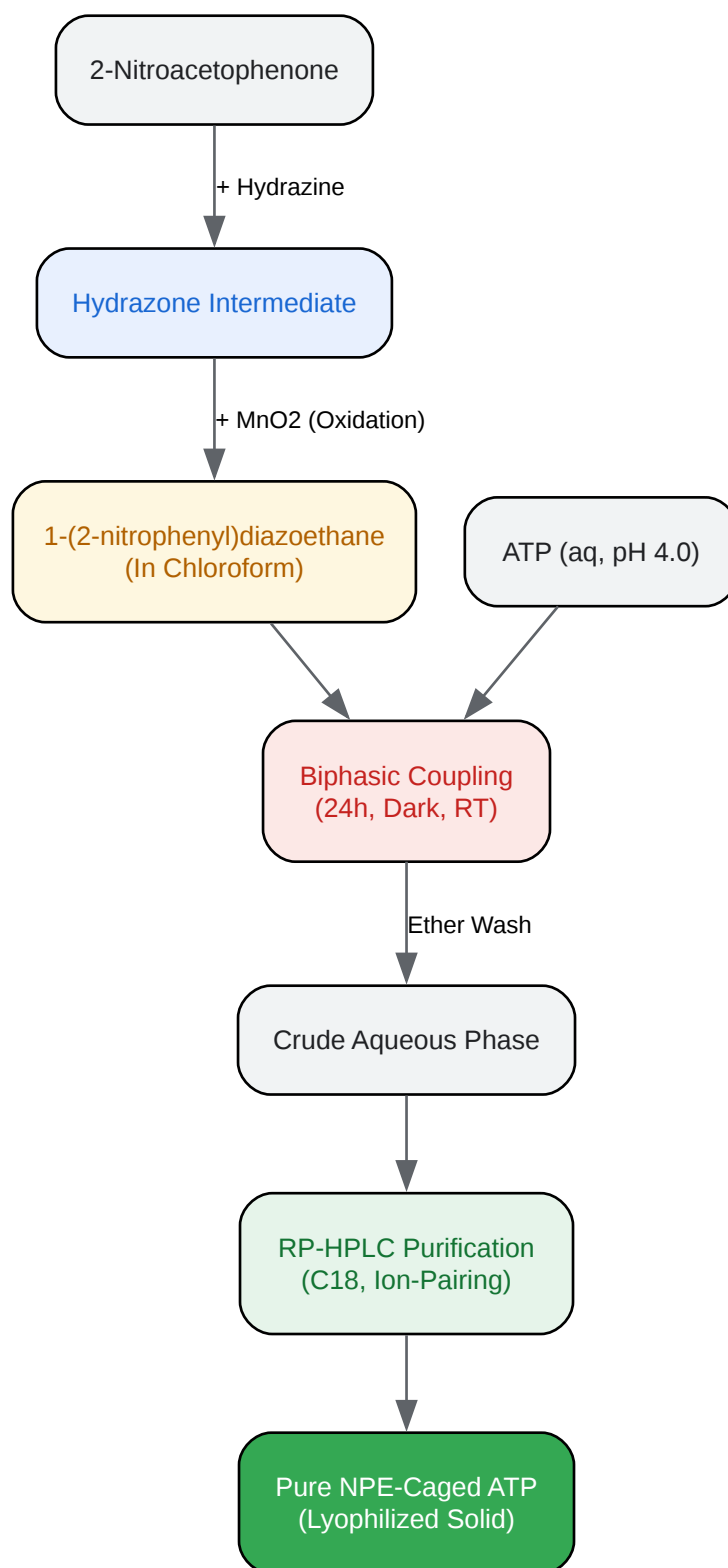 2-Nitroacetophenone
+ Hydrazine
Hydrazone Intermediate
+ MnO2 (Oxidation)
1-(2-nitrophenyl)diazoethane
(In Chloroform)
ATP (aq, pH 4.0)
Biphasic Coupling
(24h, Dark, RT)
Ether Wash
Crude Aqueous Phase
RP-HPLC Purification
(C18, Ion-Pairing)
Pure NPE-Caged ATP
(Lyophilized Solid)